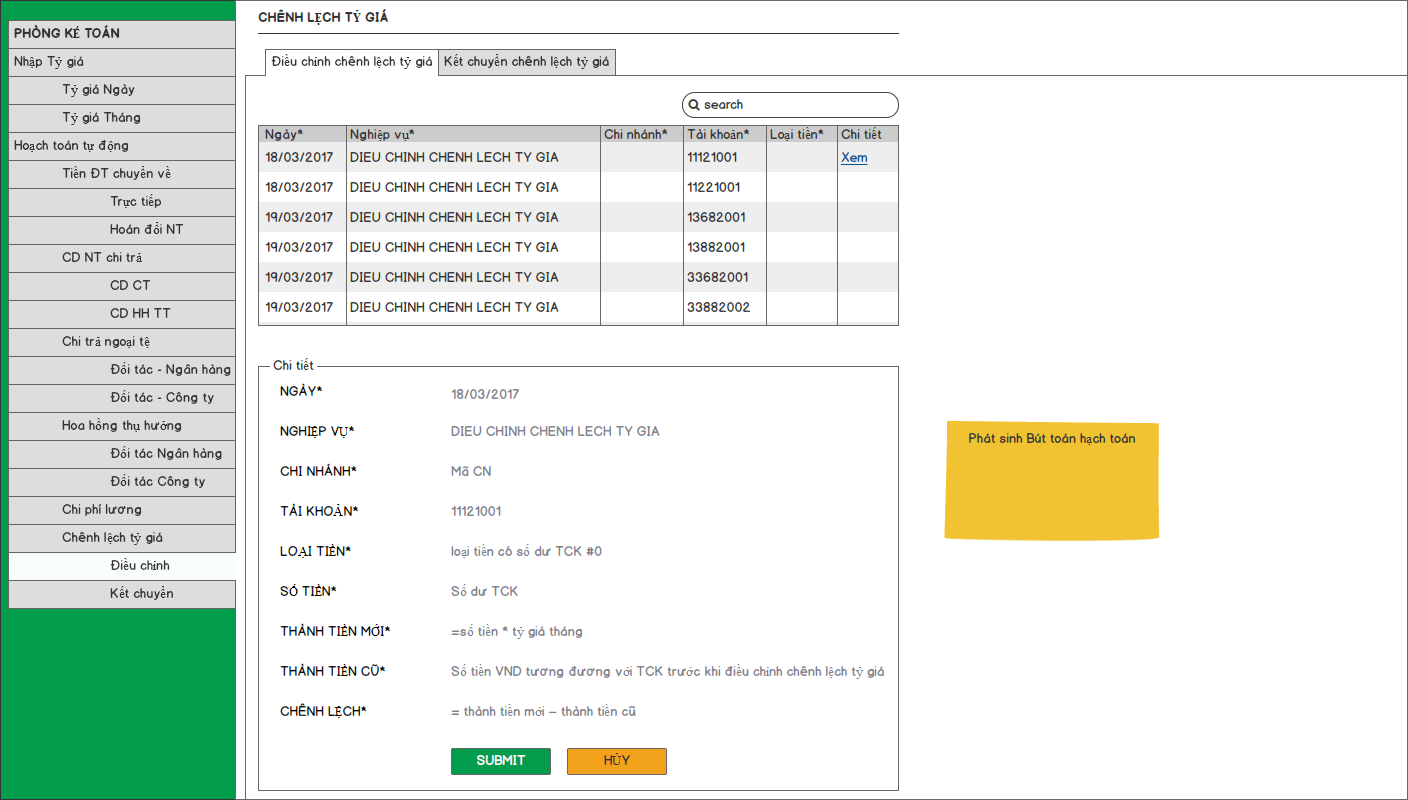 PHÒNG KẾ TOÁN
Nhập Tỷ giá
Tỷ giá Ngày
Tỷ giá Tháng
Hoạch toán tự động
Tiền ĐT chuyển về
Trực tiếp
Hoán đổi NT
CD NT chi trả
CD CT
CD HH TT
Chi trả ngoại tệ
Đối tác - Ngân hàng
Đối tác - Công ty
Hoa hồng thụ hưởng
Đối tác Ngân hàng
Đối tác Công ty
Chi phí lương
Chênh lệch tỷ giá
Điều chỉnh
Kết chuyển
CHÊNH LỆCH TỶ GIÁ
Điều chỉnh chênh lệch tỷ giá Kết chuyển chênh lệch tỷ giá
search
Ngày* Nghiệp vụ* Chi nhánh* Tài khoản* Loại tiền* Chi tiết
18/03/2017 DIEU CHINH CHENH LECH TY GIA 11121001 Xem
18/03/2017 DIEU CHINH CHENH LECH TY GIA 11221001
19/03/2017 DIEU CHINH CHENH LECH TY GIA 13682001
19/03/2017 DIEU CHINH CHENH LECH TY GIA 13882001
19/03/2017 DIEU CHINH CHENH LECH TY GIA 33682001
19/03/2017 DIEU CHINH CHENH LECH TY GIA 33882002
Chi tiết
NGÀY* 18/03/2017
NGHIỆP VỤ* DIEU CHINH CHENH LECH TY GIA
CHI NHÁNH* Mã CN
TÀI KHOẢN* 11121001
LOẠI TIỀN* loại tiền có số dư TCK #0
SỐ TIỀN* Số dư TCK
THÀNH TIỀN MỚI* =số tiền * tỷ giá tháng
THÀNH TIỀN CŨ* Số tiền VND tương đương với TCK trước khi điều chỉnh chênh lệch tỷ giá
CHÊNH LỆCH* = thành tiền mới – thành tiền cũ
SUBMIT HỦY
Phát sinh Bút toán hạch toán